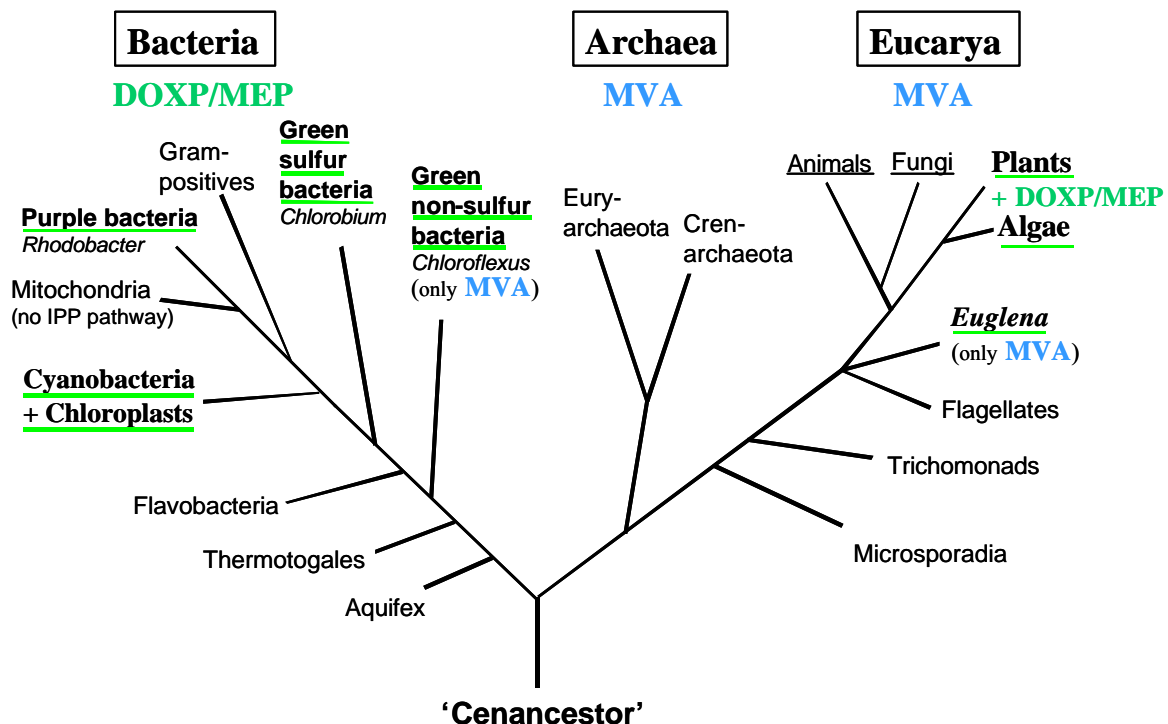 Bacteria
Archaea
Eucarya
DOXP/MEP
MVA
MVA
Gram-
positives
Green
sulfur
bacteria
Chlorobium
Green
non-sulfur
bacteria
Chloroflexus
(only MVA)
Purple bacteria
Rhodobacter
Mitochondria
(no IPP pathway)
Cyanobacteria
+ Chloroplasts
Flavobacteria
Thermotogales
Aquifex
Eury-
archaeota
Cren-
archaeota
Animals
Fungi
Plants
+ DOXP/MEP
Algae
Euglena
(only MVA)
Flagellates
Trichomonads
Microsporadia
‘Cenancestor’